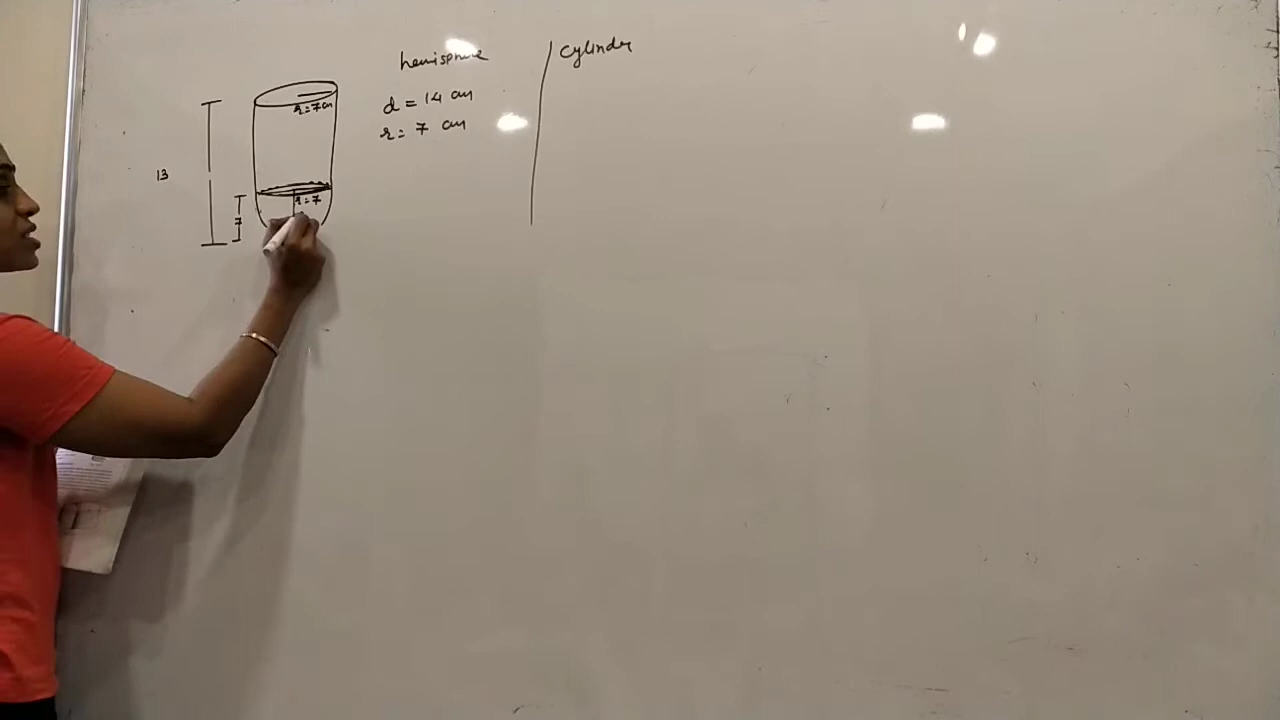 hemisphere
cylinder
d = 14 cm
r = 7 cm
r = 7 cm
13
r = 7
7